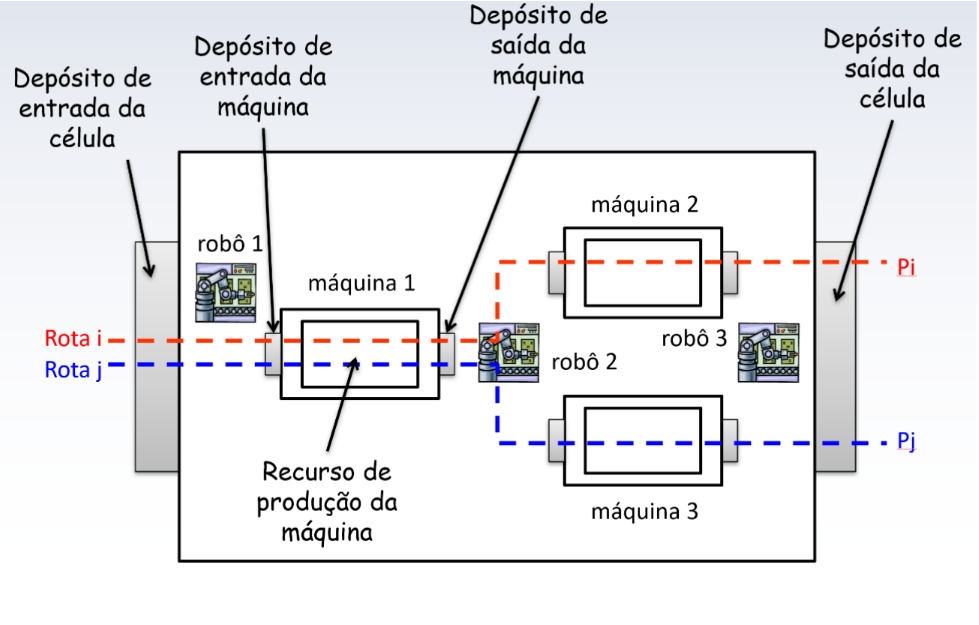 Depósito de
entrada da
célula
Depósito de
entrada da
máquina
Depósito de
saída da
máquina
Depósito de
saída da
célula
robô 1
máquina 1
máquina 2
Pi
Rota i
Rota j
robô 2
robô 3
Pj
Recurso de
produção da
máquina
máquina 3